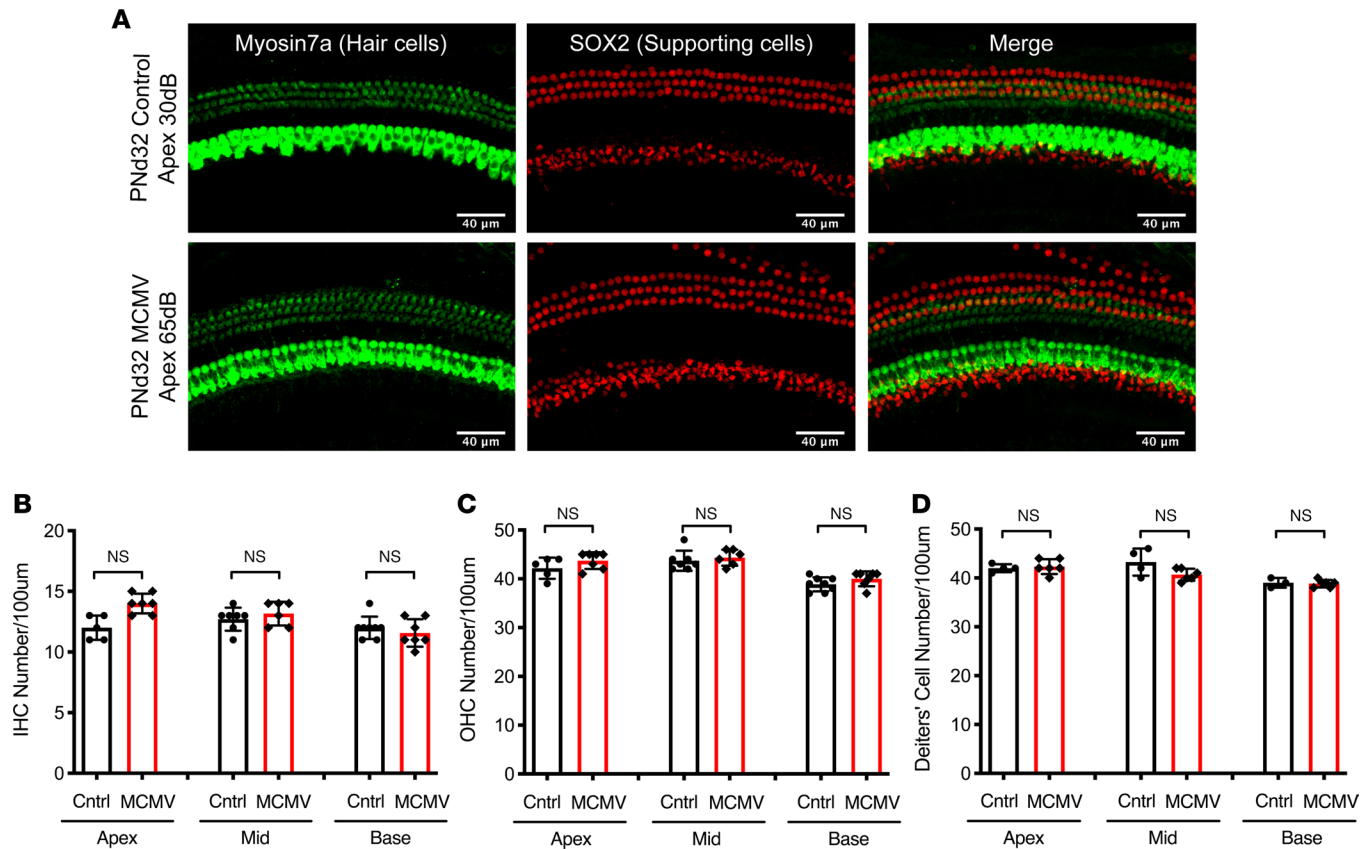 A
Myosin7a (Hair cells)
SOX2 (Supporting cells)
Merge
PNd32 Control
Apex 30dB
40 µm
40 µm
40 µm
PNd32 MCMV
Apex 65dB
40 µm
40 µm
40 µm
B
IHC Number/100um
20
15
10
5
0
NS
NS
NS
Cntrl MCMV
Cntrl MCMV
Cntrl MCMV
Apex
Mid
Base
C
OHC Number/100um
50
40
30
20
10
0
NS
NS
NS
Cntrl MCMV
Cntrl MCMV
Cntrl MCMV
Apex
Mid
Base
D
Deiters' Cell Number/100um
50
40
30
20
10
0
NS
NS
NS
Cntrl MCMV
Cntrl MCMV
Cntrl MCMV
Apex
Mid
Base